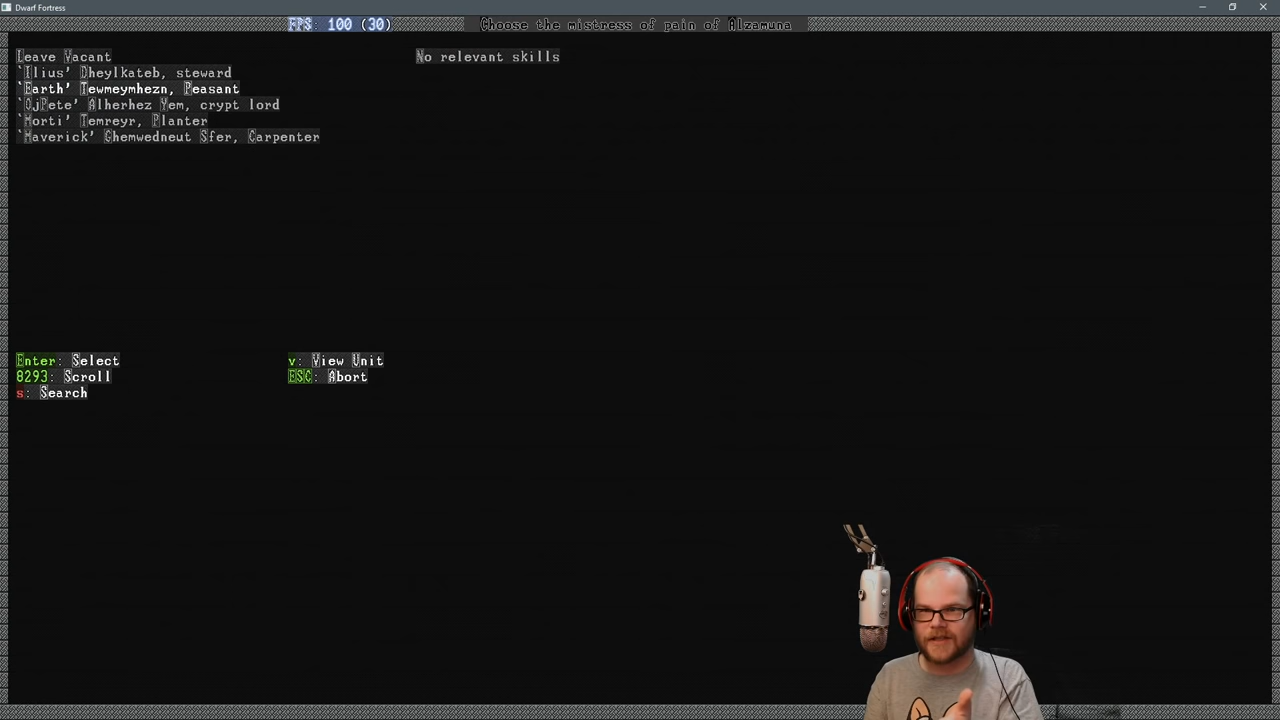 Dwarf Fortress
FPS: 100 (30)
Choose the mistress of pain of Alzamuna
Leave Vacant
No relevant skills
`Ilius' Dheylkateb, steward
`Earth' Tewmeymhezn, Peasant
`OjPete' Alherhez Yem, crypt lord
`Morti' Temreyr, Planter
`Maverick' Ghemwedneut Sfer, Carpenter
Enter: Select
v: View Unit
8293: Scroll
ESC: Abort
s: Search